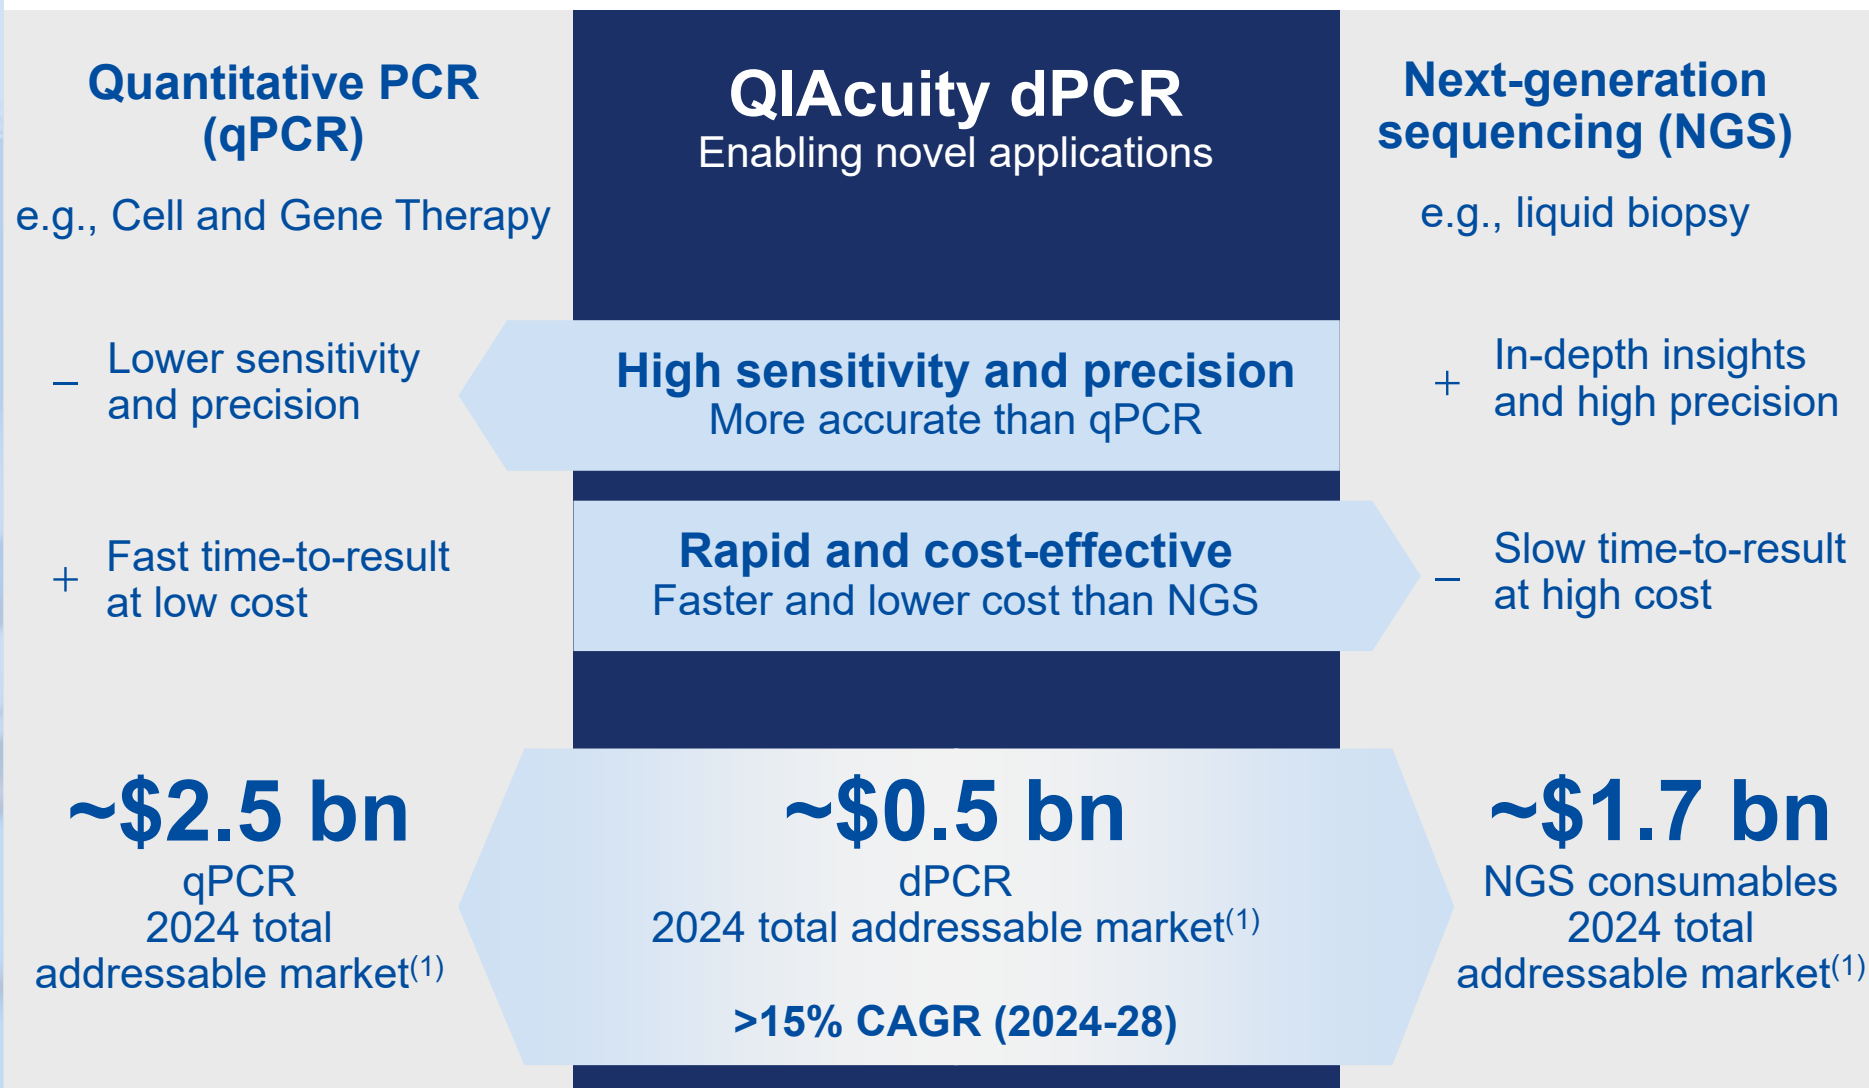 Quantitative PCR
(qPCR)
e.g., Cell and Gene Therapy
– Lower sensitivity
and precision
+ Fast time-to-result
at low cost
~$2.5 bn
qPCR
2024 total
addressable market(1)
QIAcuity dPCR
Enabling novel applications
High sensitivity and precision
More accurate than qPCR
Rapid and cost-effective
Faster and lower cost than NGS
~$0.5 bn
dPCR
2024 total addressable market(1)
>15% CAGR (2024-28)
Next-generation
sequencing (NGS)
e.g., liquid biopsy
+ In-depth insights
and high precision
– Slow time-to-result
at high cost
~$1.7 bn
NGS consumables
2024 total
addressable market(1)